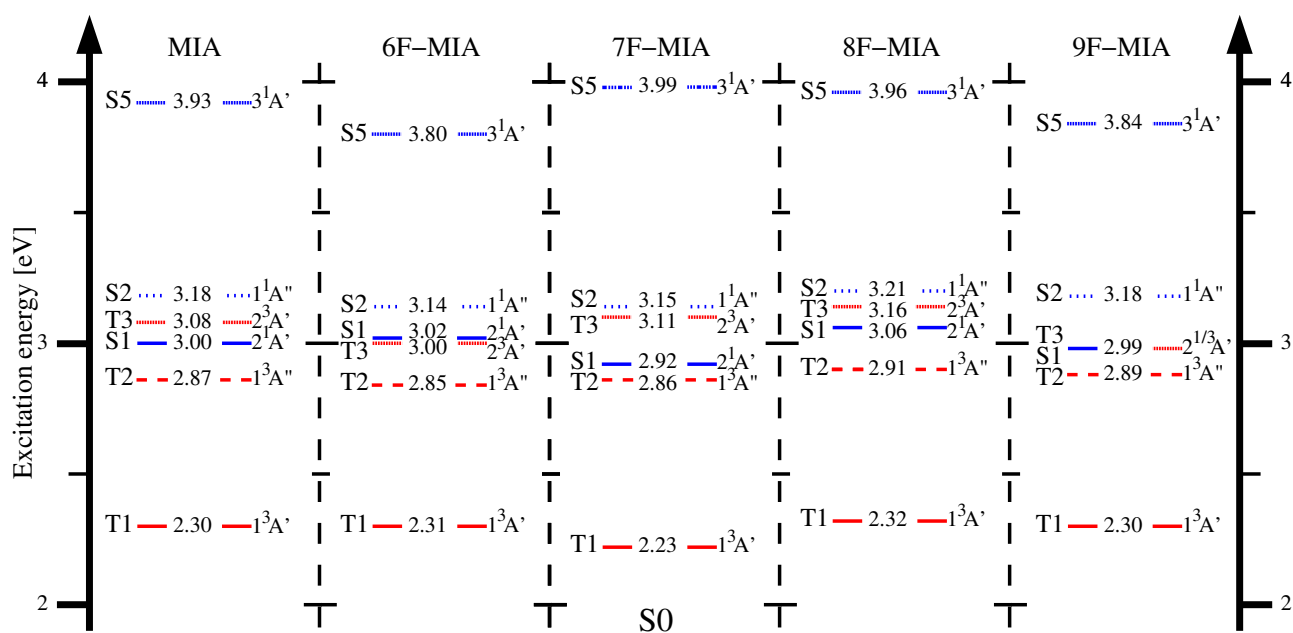 MIA 6F−MIA 7F−MIA 8F−MIA 9F−MIA
Excitation energy [eV]
4
3
2
S5 3.93 3¹A’
S2 3.18 1¹A"
T3 3.08 2³A’
S1 3.00 2¹A’
T2 2.87 1³A"
T1 2.30 1³A’
S5 3.80 3¹A’
S2 3.14 1¹A"
S1 3.02 2¹A’
T3 3.00 2³A’
T2 2.85 1³A"
T1 2.31 1³A’
S5 3.99 3¹A’
S2 3.15 1¹A"
T3 3.11 2³A’
S1 2.92 2¹A’
T2 2.86 1³A"
T1 2.23 1³A’
S0
S5 3.96 3¹A’
S2 3.21 1¹A"
T3 3.16 2³A’
S1 3.06 2¹A’
T2 2.91 1³A"
T1 2.32 1³A’
S5 3.84 3¹A’
S2 3.18 1¹A"
T3
S1 2.99 2¹ᐟ³A’
T2 2.89 1³A"
T1 2.30 1³A’
4
3
2